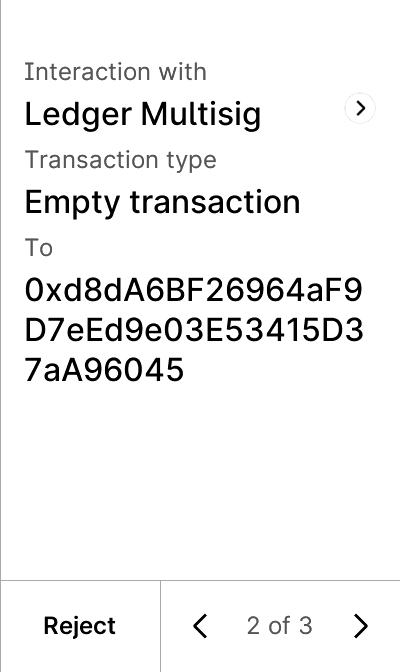 Interaction with
Ledger Multisig
Transaction type
Empty transaction
To
0xd8dA6BF26964aF9
D7eEd9e03E53415D3
7aA96045
Reject
2 of 3